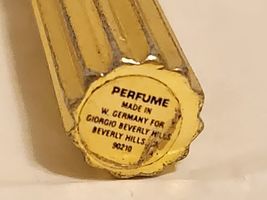 PERFUME
MADE IN
W. GERMANY FOR
GIORGIO BEVERLY HILLS
BEVERLY HILLS
90210